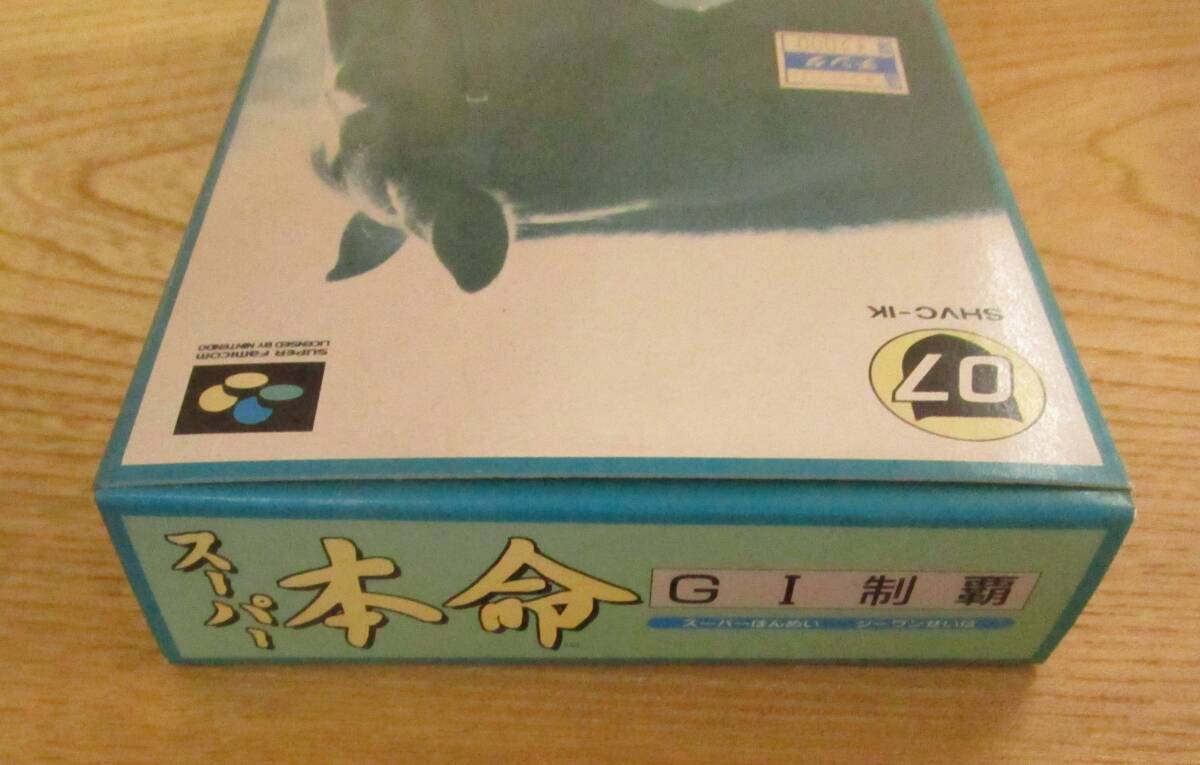 SHVC-IK
07
SUPER FAMICOM
LICENSED BY NINTENDO
スーパー本命
GI制覇
スーパーほんめい ジーワンせいは